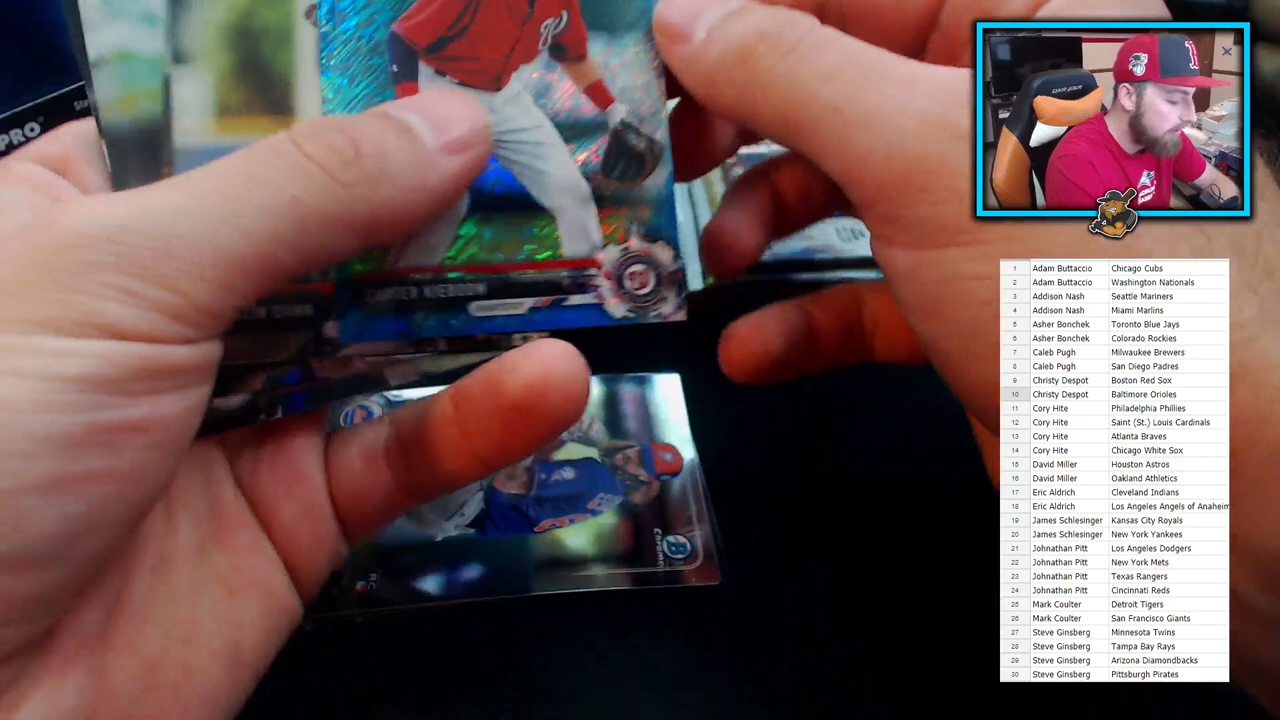 PRO
Sta
CARTER KIEBOOM
Chrome
B
RC
DXRACER
1 Adam Buttaccio Chicago Cubs
2 Adam Buttaccio Washington Nationals
3 Addison Nash Seattle Mariners
4 Addison Nash Miami Marlins
5 Asher Bonchek Toronto Blue Jays
6 Asher Bonchek Colorado Rockies
7 Caleb Pugh Milwaukee Brewers
8 Caleb Pugh San Diego Padres
9 Christy Despot Boston Red Sox
10 Christy Despot Baltimore Orioles
11 Cory Hite Philadelphia Phillies
12 Cory Hite Saint (St.) Louis Cardinals
13 Cory Hite Atlanta Braves
14 Cory Hite Chicago White Sox
15 David Miller Houston Astros
16 David Miller Oakland Athletics
17 Eric Aldrich Cleveland Indians
18 Eric Aldrich Los Angeles Angels of Anaheim
19 James Schlesinger Kansas City Royals
20 James Schlesinger New York Yankees
21 Johnathan Pitt Los Angeles Dodgers
22 Johnathan Pitt New York Mets
23 Johnathan Pitt Texas Rangers
24 Johnathan Pitt Cincinnati Reds
25 Mark Coulter Detroit Tigers
26 Mark Coulter San Francisco Giants
27 Steve Ginsberg Minnesota Twins
28 Steve Ginsberg Tampa Bay Rays
29 Steve Ginsberg Arizona Diamondbacks
30 Steve Ginsberg Pittsburgh Pirates